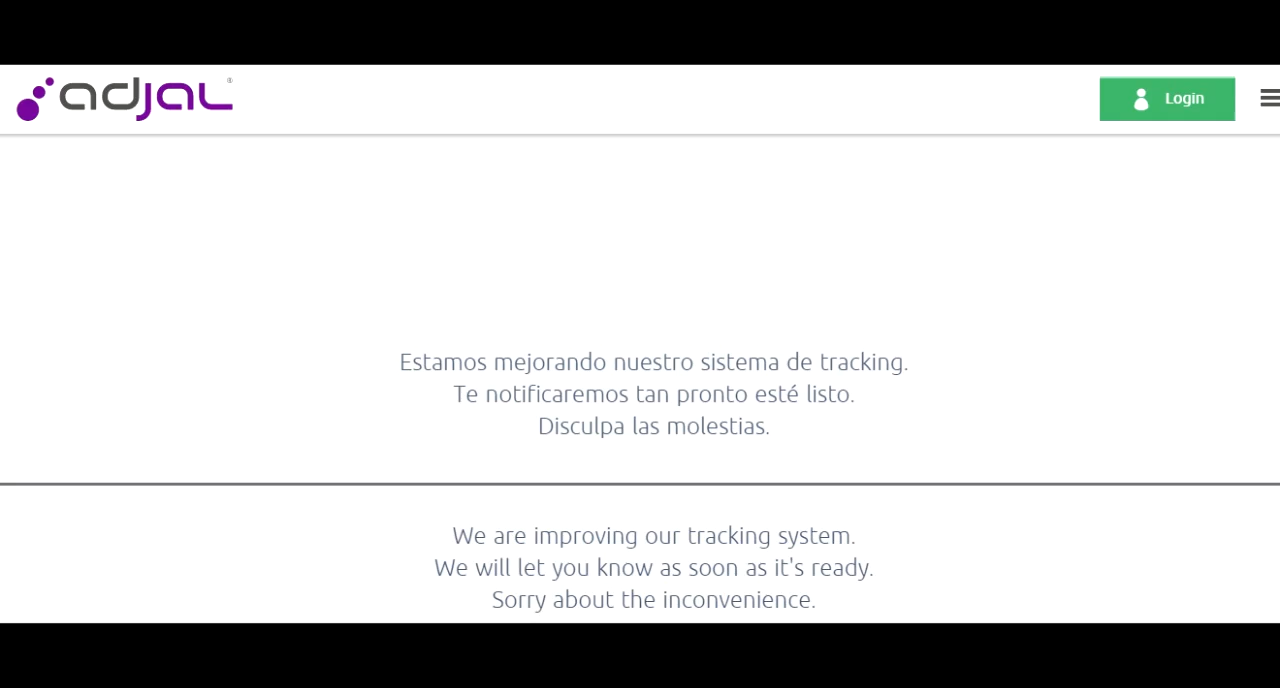 adjal®
Login
Estamos mejorando nuestro sistema de tracking.
Te notificaremos tan pronto esté listo.
Disculpa las molestias.
We are improving our tracking system.
We will let you know as soon as it's ready.
Sorry about the inconvenience.